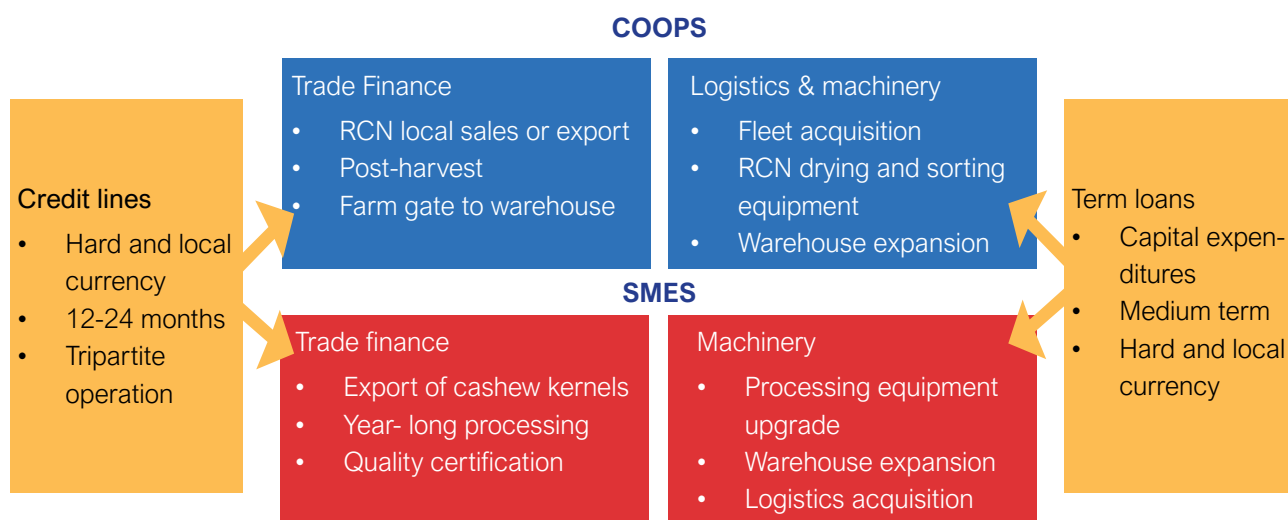 COOPS
Credit lines
• Hard and local
currency
• 12-24 months
• Tripartite
operation
Trade Finance
• RCN local sales or export
• Post-harvest
• Farm gate to warehouse
Logistics & machinery
• Fleet acquisition
• RCN drying and sorting
equipment
• Warehouse expansion
SMES
Trade finance
• Export of cashew kernels
• Year- long processing
• Quality certification
Machinery
• Processing equipment
upgrade
• Warehouse expansion
• Logistics acquisition
Term loans
• Capital expen-
ditures
• Medium term
• Hard and local
currency